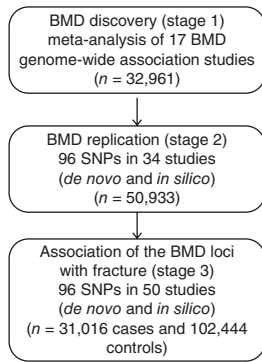 BMD discovery (stage 1)
meta-analysis of 17 BMD
genome-wide association studies
(n = 32,961)
BMD replication (stage 2)
96 SNPs in 34 studies
(de novo and in silico)
(n = 50,933)
Association of the BMD loci
with fracture (stage 3)
96 SNPs in 50 studies
(de novo and in silico)
(n = 31,016 cases and 102,444
controls)